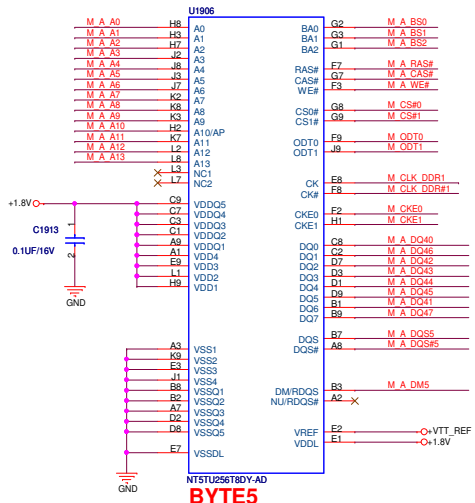 U1906
M_A_A0 H8 A0
M_A_A1 H3 A1
M_A_A2 H7 A2
M_A_A3 J2 A3
M_A_A4 J8 A4
M_A_A5 J3 A5
M_A_A6 J7 A6
M_A_A7 K2 A7
M_A_A8 K8 A8
M_A_A9 K3 A9
M_A_A10 H2 A10/AP
M_A_A11 K7 A11
M_A_A12 L2 A12
M_A_A13 L8 A13
L3 NC1
L7 NC2
+1.8V C9 VDDQ5
C7 VDDQ4
C3 VDDQ3
C1 VDDQ2
A9 VDDQ1
A1 VDD4
E9 VDD3
L1 VDD2
H9 VDD1
C1913
0.1UF/16V
1
2
GND
A3 VSS1
K9 VSS2
E3 VSS3
J1 VSS4
B8 VSSQ1
B2 VSSQ2
A7 VSSQ3
D2 VSSQ4
D8 VSSQ5
E7 VSSDL
GND
BA0 G2 M_A_BS0
BA1 G3 M_A_BS1
BA2 G1 M_A_BS2
RAS# F7 M_A_RAS#
CAS# G7 M_A_CAS#
WE# F3 M_A_WE#
CS0# G8 M_CS#0
CS1# G9 M_CS#1
ODT0 F9 M_ODT0
ODT1 J9 M_ODT1
CK E8 M_CLK_DDR1
CK# F8 M_CLK_DDR#1
CKE0 F2 M_CKE0
CKE1 H1 M_CKE1
DQ0 C8 M_A_DQ40
DQ1 C2 M_A_DQ46
DQ2 D7 M_A_DQ42
DQ3 D3 M_A_DQ43
DQ4 D1 M_A_DQ44
DQ5 D9 M_A_DQ45
DQ6 B1 M_A_DQ41
DQ7 B9 M_A_DQ47
DQS B7 M_A_DQS5
DQS# A8 M_A_DQS#5
DM/RDQS B3 M_A_DM5
NU/RDQS# A2
VREF E2 +VTT_REF
VDDL E1 +1.8V
NT5TU256T8DY-AD
BYTE5